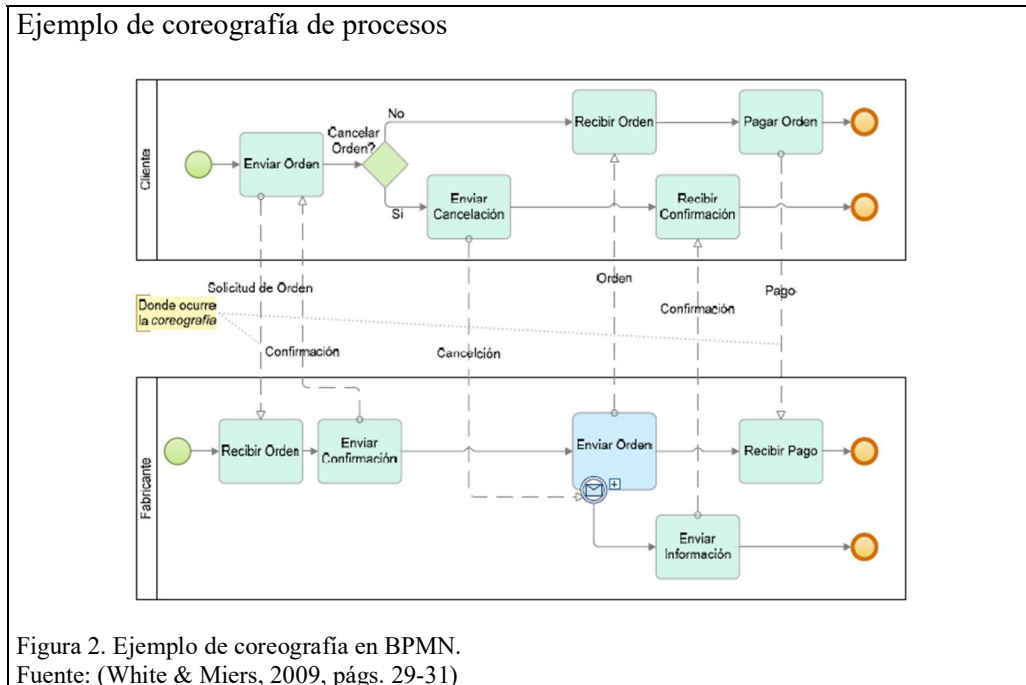 Ejemplo de coreografía de procesos
Cliente
Enviar Orden
Cancelar
Orden?
No
Si
Recibir Orden
Pagar Orden
Enviar
Cancelación
Recibir
Confirmación
Solicitud de Orden
Orden
Pago
Confirmación
Donde ocurre
la coreografía
Confirmación
Cancelción
Fabricante
Recibir Orden
Enviar
Confirmación
Enviar Orden
Recibir Pago
Enviar
Información
Figura 2. Ejemplo de coreografía en BPMN.
Fuente: (White & Miers, 2009, págs. 29-31)